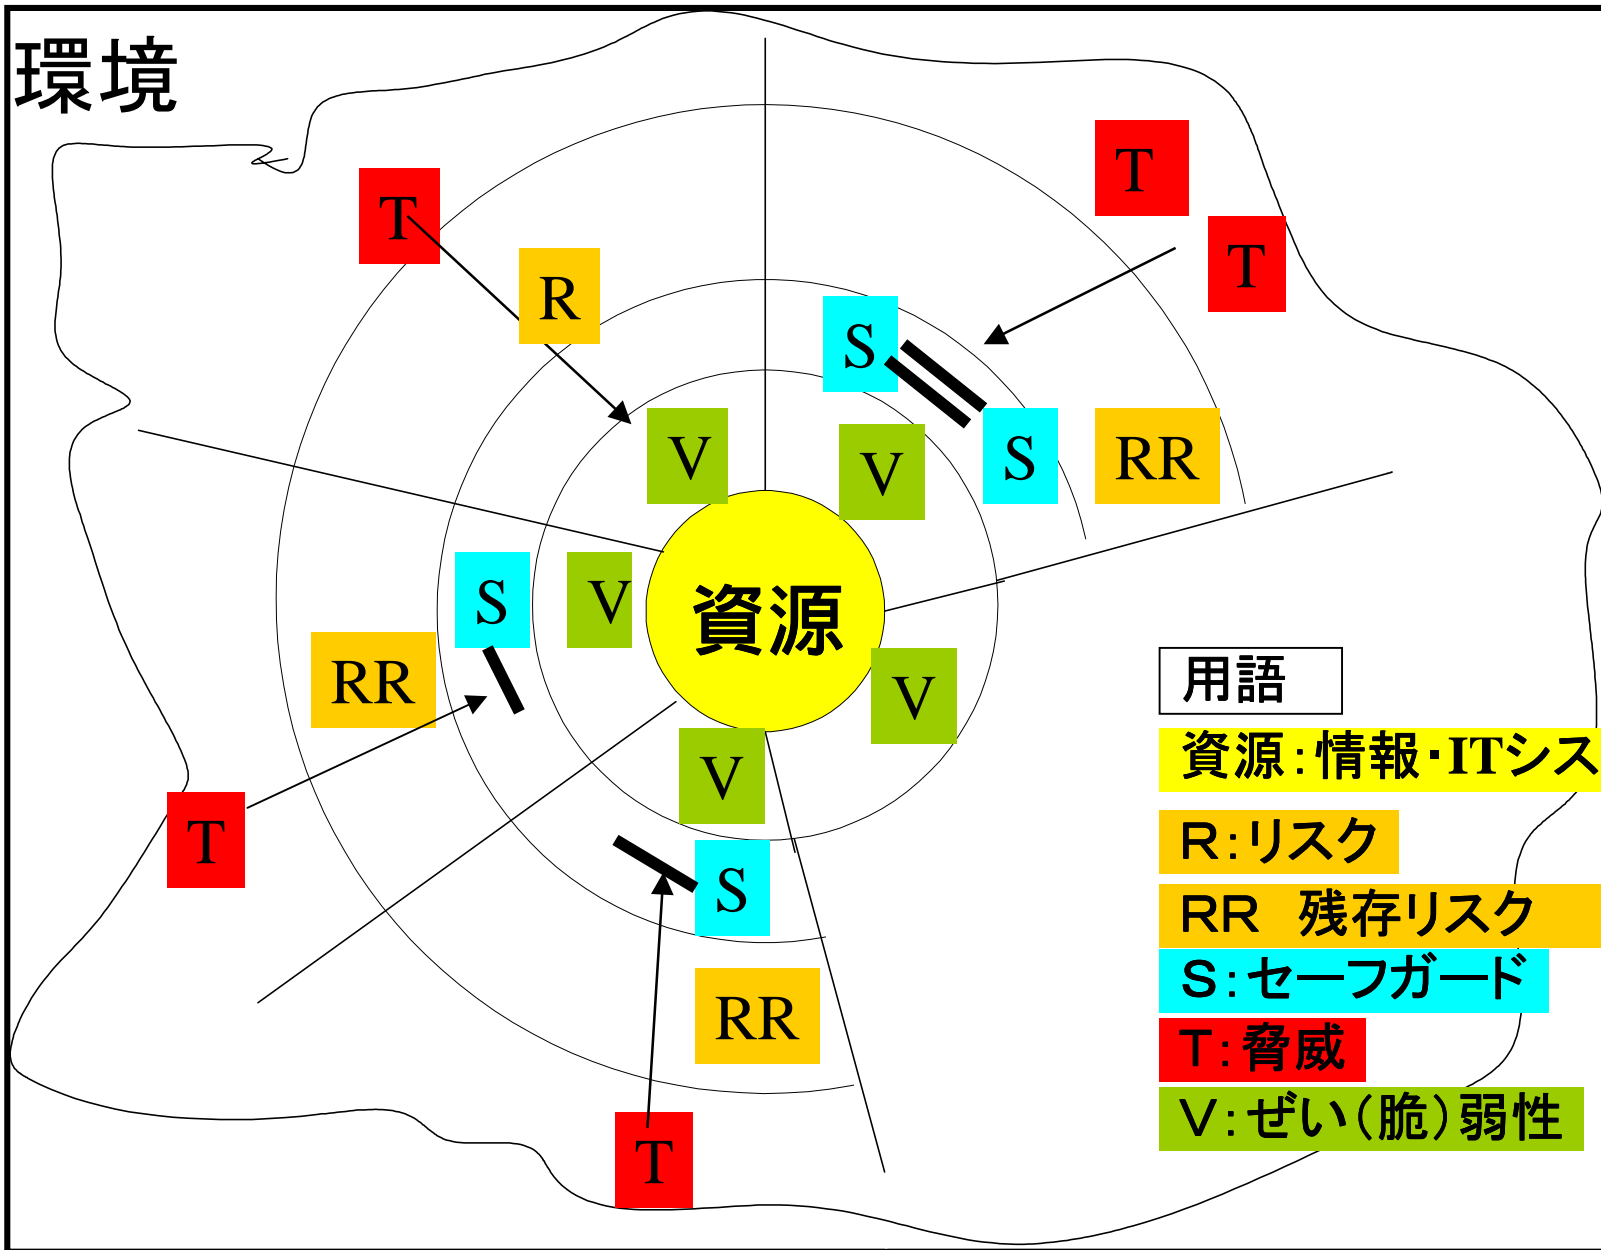 環境
T
T
T
R
S
S
RR
V
V
S
V
資源
RR
V
V
T
S
RR
T
用語
資源:情報・ITシス
R:リスク
RR 残存リスク
S:セーフガード
T:脅威
V:ぜい(脆)弱性